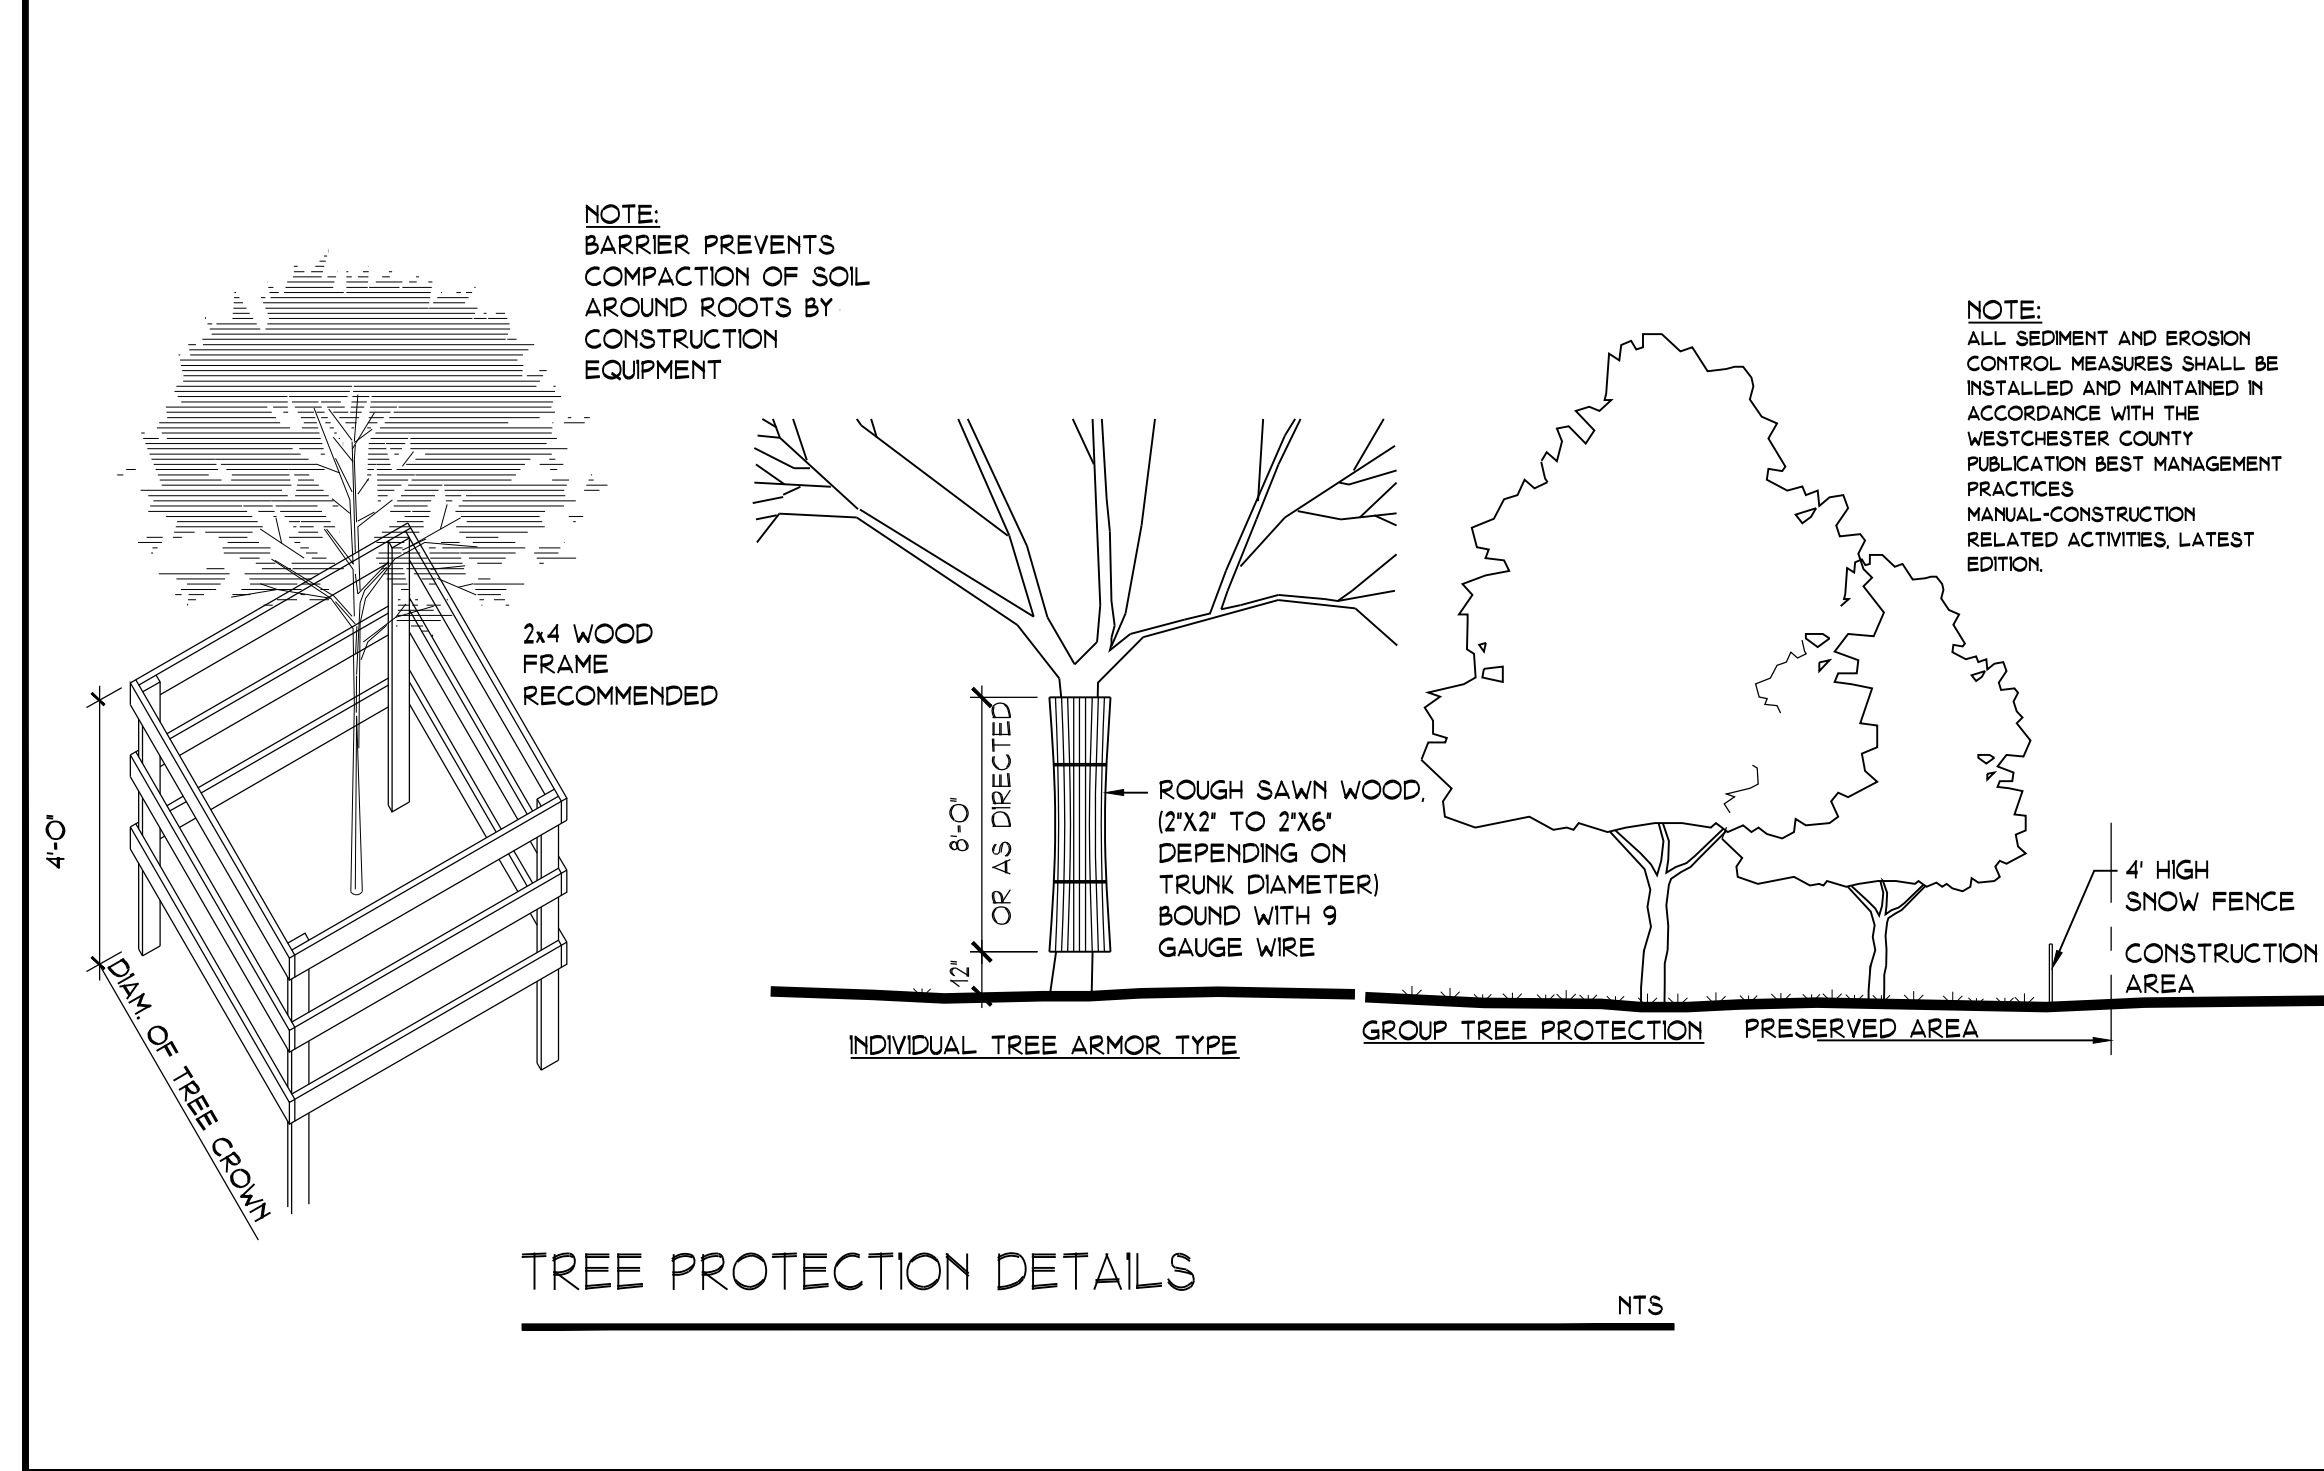 NOTE:
BARRIER PREVENTS
COMPACTION OF SOIL
AROUND ROOTS BY
CONSTRUCTION
EQUIPMENT
2x4 WOOD
FRAME
RECOMMENDED
4'-0"
DIAM. OF TREE CROWN
8'-0"
OR AS DIRECTED
12"
ROUGH SAWN WOOD,
(2"X2" TO 2"X6"
DEPENDING ON
TRUNK DIAMETER)
BOUND WITH 9
GAUGE WIRE
INDIVIDUAL TREE ARMOR TYPE
NOTE:
ALL SEDIMENT AND EROSION
CONTROL MEASURES SHALL BE
INSTALLED AND MAINTAINED IN
ACCORDANCE WITH THE
WESTCHESTER COUNTY
PUBLICATION BEST MANAGEMENT
PRACTICES
MANUAL-CONSTRUCTION
RELATED ACTIVITIES, LATEST
EDITION.
4' HIGH
SNOW FENCE
CONSTRUCTION
AREA
GROUP TREE PROTECTION
PRESERVED AREA
TREE PROTECTION DETAILS
NTS